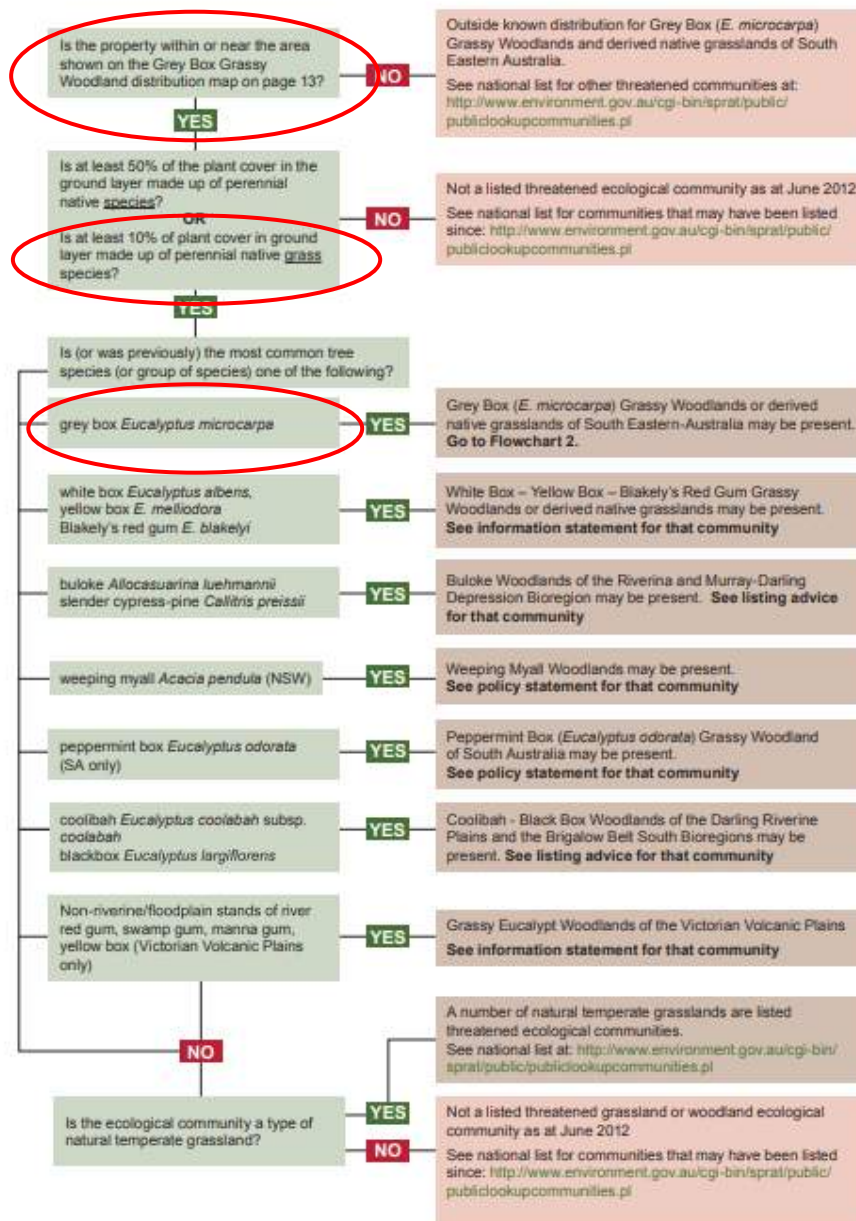 Is the property within or near the area
shown on the Grey Box Grassy
Woodland distribution map on page 13?
NO
Outside known distribution for Grey Box (E. microcarpa)
Grassy Woodlands and derived native grasslands of South
Eastern Australia.
See national list for other threatened communities at:
http://www.environment.gov.au/cgi-bin/sprat/public/
publiclookupcommunities.pl
YES
Is at least 50% of the plant cover in the
ground layer made up of perennial
native species?
OR
Is at least 10% of plant cover in ground
layer made up of perennial native grass
species?
NO
Not a listed threatened ecological community as at June 2012
See national list for communities that may have been listed
since: http://www.environment.gov.au/cgi-bin/sprat/public/
publiclookupcommunities.pl
YES
Is (or was previously) the most common tree
species (or group of species) one of the following?
grey box Eucalyptus microcarpa
YES
Grey Box (E. microcarpa) Grassy Woodlands or derived
native grasslands of South Eastern-Australia may be present.
Go to Flowchart 2.
white box Eucalyptus albens,
yellow box E. melliodora
Blakely's red gum E. blakelyi
YES
White Box – Yellow Box – Blakely's Red Gum Grassy
Woodlands or derived native grasslands may be present.
See information statement for that community
buloke Allocasuarina luehmannii
slender cypress-pine Callitris preissii
YES
Buloke Woodlands of the Riverina and Murray-Darling
Depression Bioregion may be present. See listing advice
for that community
weeping myall Acacia pendula (NSW)
YES
Weeping Myall Woodlands may be present.
See policy statement for that community
peppermint box Eucalyptus odorata
(SA only)
YES
Peppermint Box (Eucalyptus odorata) Grassy Woodland
of South Australia may be present.
See policy statement for that community
coolibah Eucalyptus coolabah subsp.
coolabah
blackbox Eucalyptus largiflorens
YES
Coolibah - Black Box Woodlands of the Darling Riverine
Plains and the Brigalow Belt South Bioregions may be
present. See listing advice for that community
Non-riverine/floodplain stands of river
red gum, swamp gum, manna gum,
yellow box (Victorian Volcanic Plains
only)
YES
Grassy Eucalypt Woodlands of the Victorian Volcanic Plains
See information statement for that community
NO
A number of natural temperate grasslands are listed
threatened ecological communities.
See national list at: http://www.environment.gov.au/cgi-bin/
sprat/public/publiclookupcommunities.pl
Is the ecological community a type of
natural temperate grassland?
YES
NO
Not a listed threatened grassland or woodland ecological
community as at June 2012
See national list for communities that may have been listed
since: http://www.environment.gov.au/cgi-bin/sprat/public/
publiclookupcommunities.pl